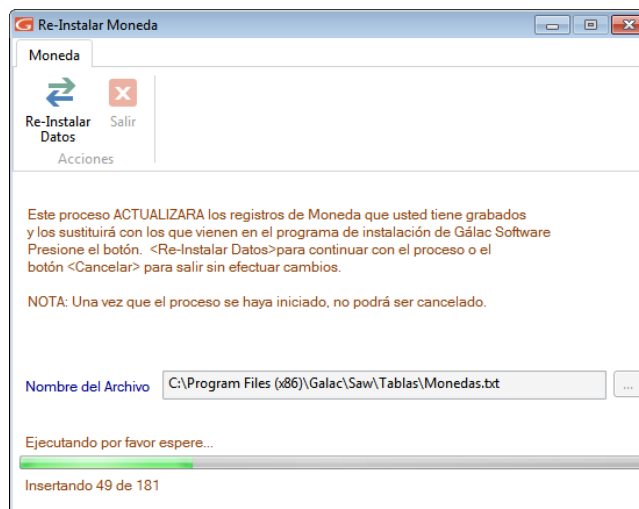 Re-Instalar Moneda
Moneda
Re-Instalar Salir
Datos
Acciones
Este proceso ACTUALIZARA los registros de Moneda que usted tiene grabados
y los sustituirá con los que vienen en el programa de instalación de Gálac Software
Presione el botón. <Re-Instalar Datos>para continuar con el proceso o el
botón <Cancelar> para salir sin efectuar cambios.
NOTA: Una vez que el proceso se haya iniciado, no podrá ser cancelado.
Nombre del Archivo C:\Program Files (x86)\Galac\Saw\Tablas\Monedas.txt ...
Ejecutando por favor espere...
Insertando 49 de 181